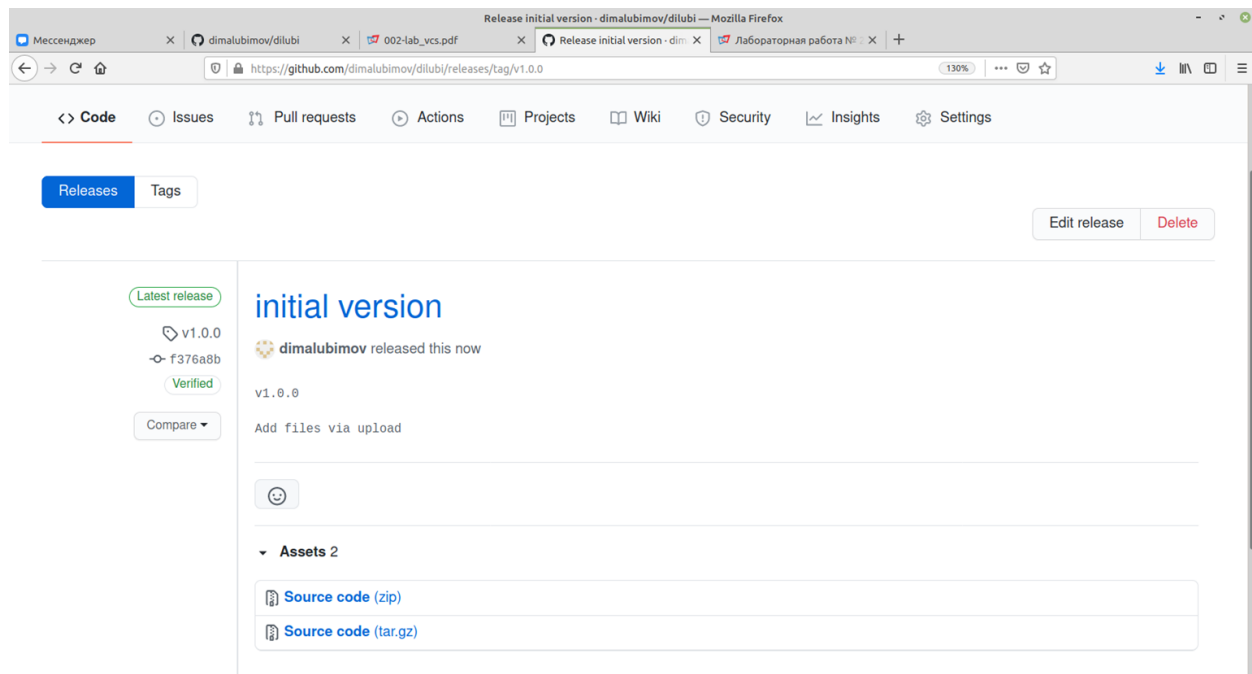 Release initial version · dimalubimov/dilubi — Mozilla Firefox
Мессенджер
dimalubimov/dilubi
002-lab_vcs.pdf
Release initial version · dim
Лабораторная работа № 2
https://github.com/dimalubimov/dilubi/releases/tag/v1.0.0
130%
Code
Issues
Pull requests
Actions
Projects
Wiki
Security
Insights
Settings
Releases
Tags
Edit release
Delete
Latest release
v1.0.0
f376a8b
Verified
Compare
initial version
dimalubimov released this now
v1.0.0
Add files via upload
Assets 2
Source code (zip)
Source code (tar.gz)